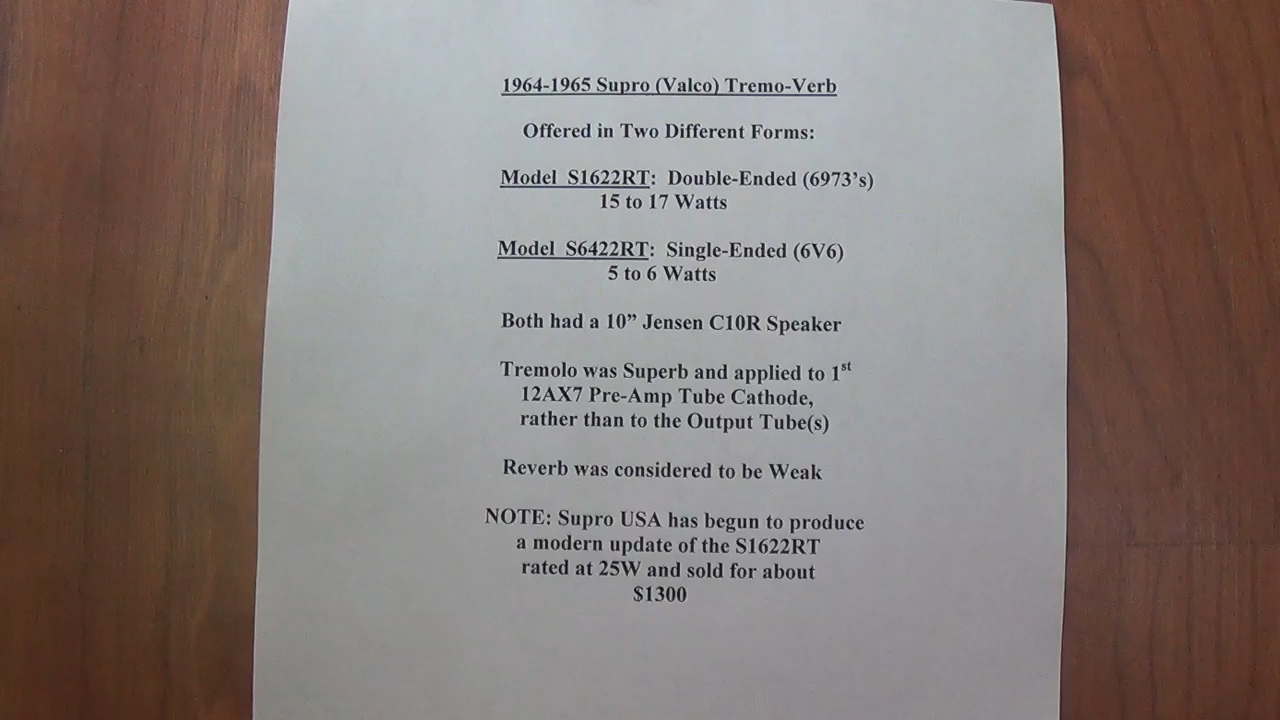 1964-1965 Supro (Valco) Tremo-Verb
Offered in Two Different Forms:
Model S1622RT: Double-Ended (6973’s)
15 to 17 Watts
Model S6422RT: Single-Ended (6V6)
5 to 6 Watts
Both had a 10” Jensen C10R Speaker
Tremolo was Superb and applied to 1st
12AX7 Pre-Amp Tube Cathode,
rather than to the Output Tube(s)
Reverb was considered to be Weak
NOTE: Supro USA has begun to produce
a modern update of the S1622RT
rated at 25W and sold for about
$1300